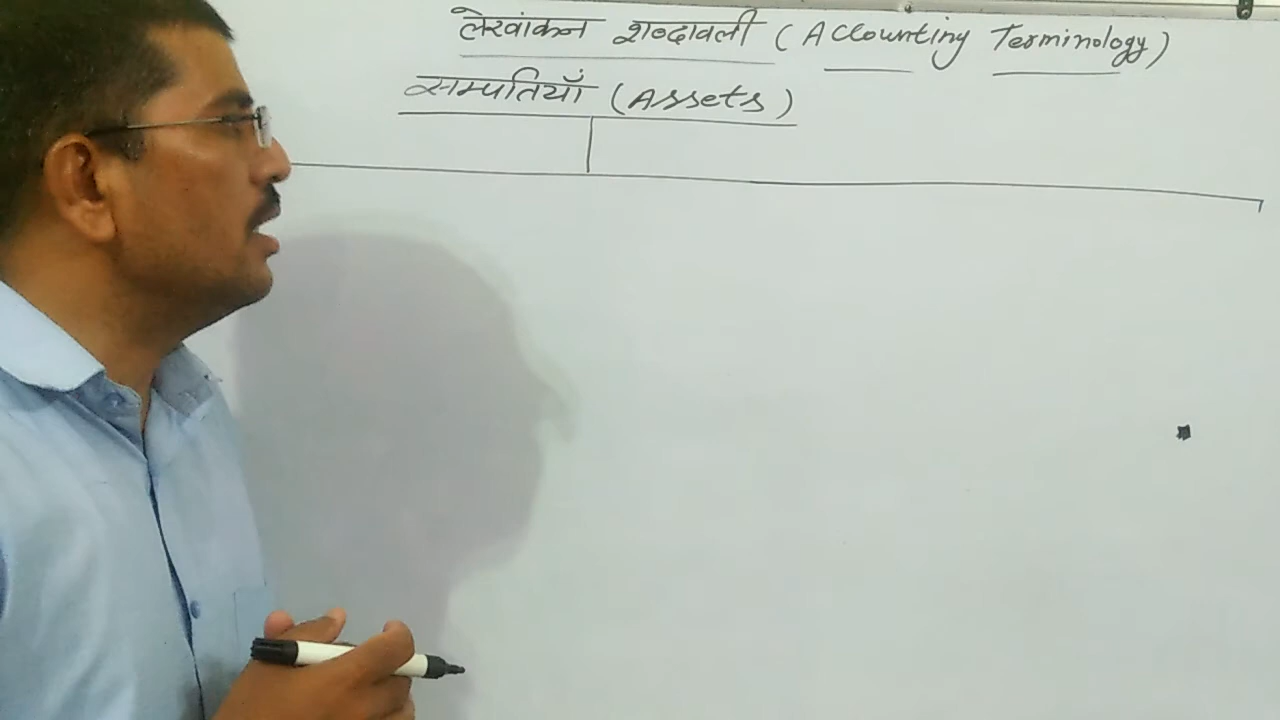 लेखांकन शब्दावली (Accounting Terminology)
सम्पतियाँ (Assets)